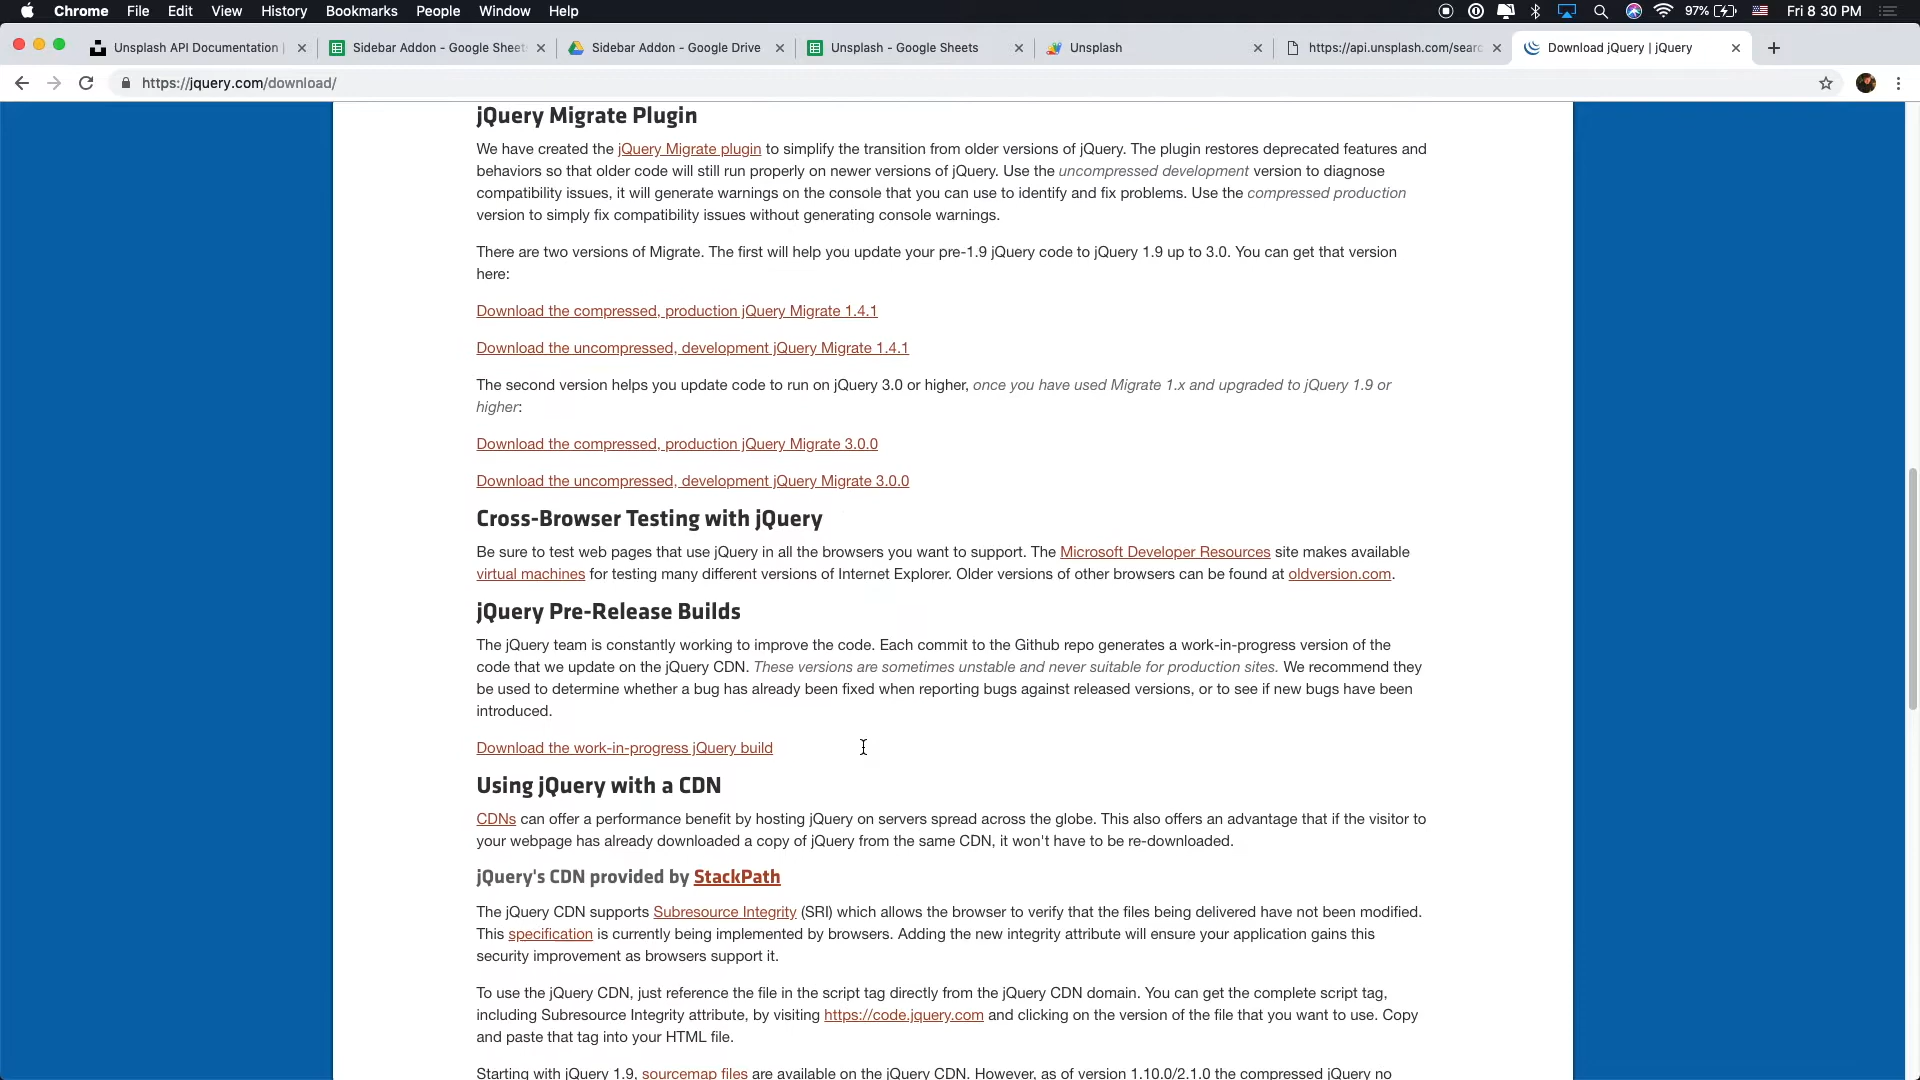 Chrome File Edit View History Bookmarks People Window Help 97% Fri 8 30 PM
Unsplash API Documentation | Sidebar Addon - Google Sheets Sidebar Addon - Google Drive Unsplash - Google Sheets Unsplash https://api.unsplash.com/searc Download jQuery | jQuery
https://jquery.com/download/
jQuery Migrate Plugin
We have created the jQuery Migrate plugin to simplify the transition from older versions of jQuery. The plugin restores deprecated features and
behaviors so that older code will still run properly on newer versions of jQuery. Use the uncompressed development version to diagnose
compatibility issues, it will generate warnings on the console that you can use to identify and fix problems. Use the compressed production
version to simply fix compatibility issues without generating console warnings.
There are two versions of Migrate. The first will help you update your pre-1.9 jQuery code to jQuery 1.9 up to 3.0. You can get that version
here:
Download the compressed, production jQuery Migrate 1.4.1
Download the uncompressed, development jQuery Migrate 1.4.1
The second version helps you update code to run on jQuery 3.0 or higher, once you have used Migrate 1.x and upgraded to jQuery 1.9 or
higher:
Download the compressed, production jQuery Migrate 3.0.0
Download the uncompressed, development jQuery Migrate 3.0.0
Cross-Browser Testing with jQuery
Be sure to test web pages that use jQuery in all the browsers you want to support. The Microsoft Developer Resources site makes available
virtual machines for testing many different versions of Internet Explorer. Older versions of other browsers can be found at oldversion.com.
jQuery Pre-Release Builds
The jQuery team is constantly working to improve the code. Each commit to the Github repo generates a work-in-progress version of the
code that we update on the jQuery CDN. These versions are sometimes unstable and never suitable for production sites. We recommend they
be used to determine whether a bug has already been fixed when reporting bugs against released versions, or to see if new bugs have been
introduced.
Download the work-in-progress jQuery build
Using jQuery with a CDN
CDNs can offer a performance benefit by hosting jQuery on servers spread across the globe. This also offers an advantage that if the visitor to
your webpage has already downloaded a copy of jQuery from the same CDN, it won't have to be re-downloaded.
jQuery's CDN provided by StackPath
The jQuery CDN supports Subresource Integrity (SRI) which allows the browser to verify that the files being delivered have not been modified.
This specification is currently being implemented by browsers. Adding the new integrity attribute will ensure your application gains this
security improvement as browsers support it.
To use the jQuery CDN, just reference the file in the script tag directly from the jQuery CDN domain. You can get the complete script tag,
including Subresource Integrity attribute, by visiting https://code.jquery.com and clicking on the version of the file that you want to use. Copy
and paste that tag into your HTML file.
Starting with jQuery 1.9, sourcemap files are available on the jQuery CDN. However, as of version 1.10.0/2.1.0 the compressed jQuery no